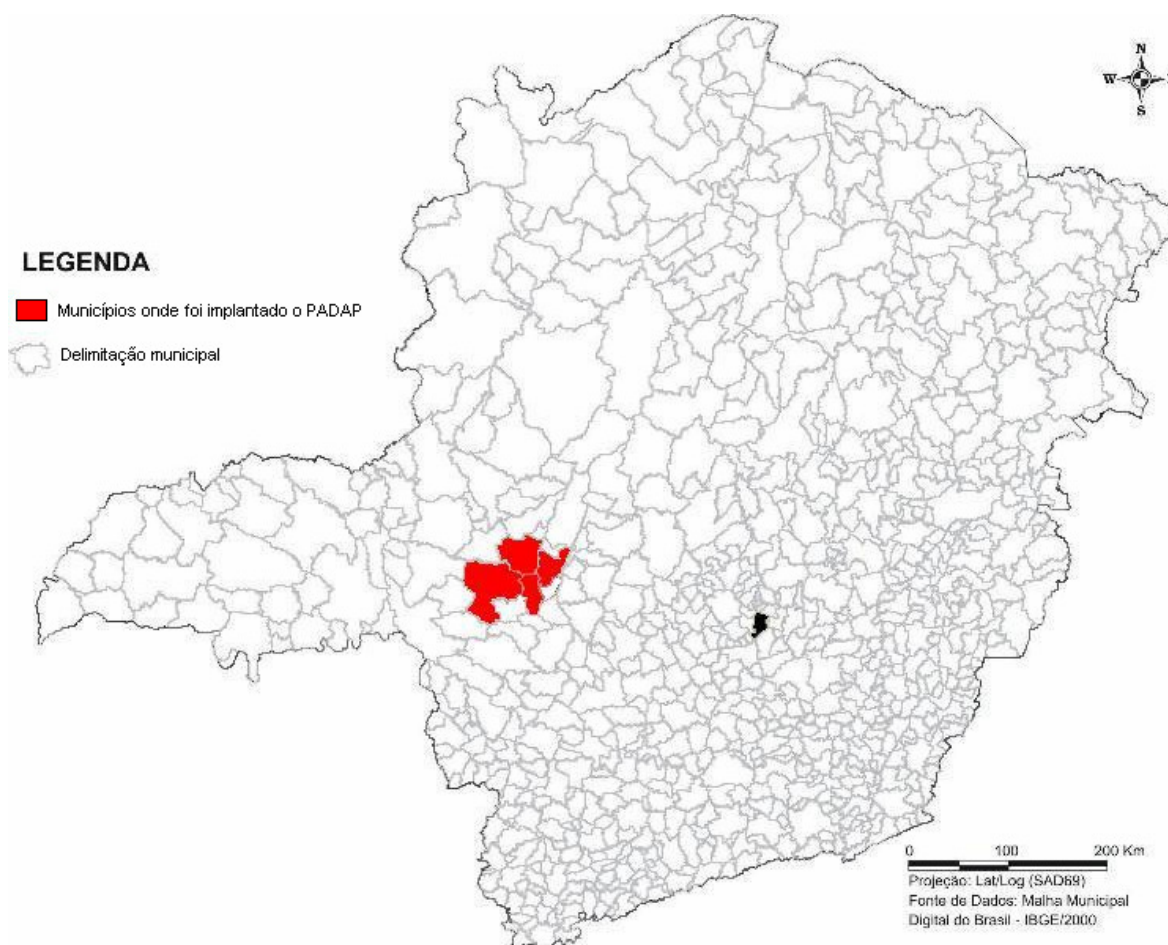 N
W
S
LEGENDA
Municípios onde foi implantado o PADAP
Delimitação municipal
0 100 200 Km
Projeção: Lat/Log (SAD69)
Fonte de Dados: Malha Municipal
Digital do Brasil - IBGE/2000